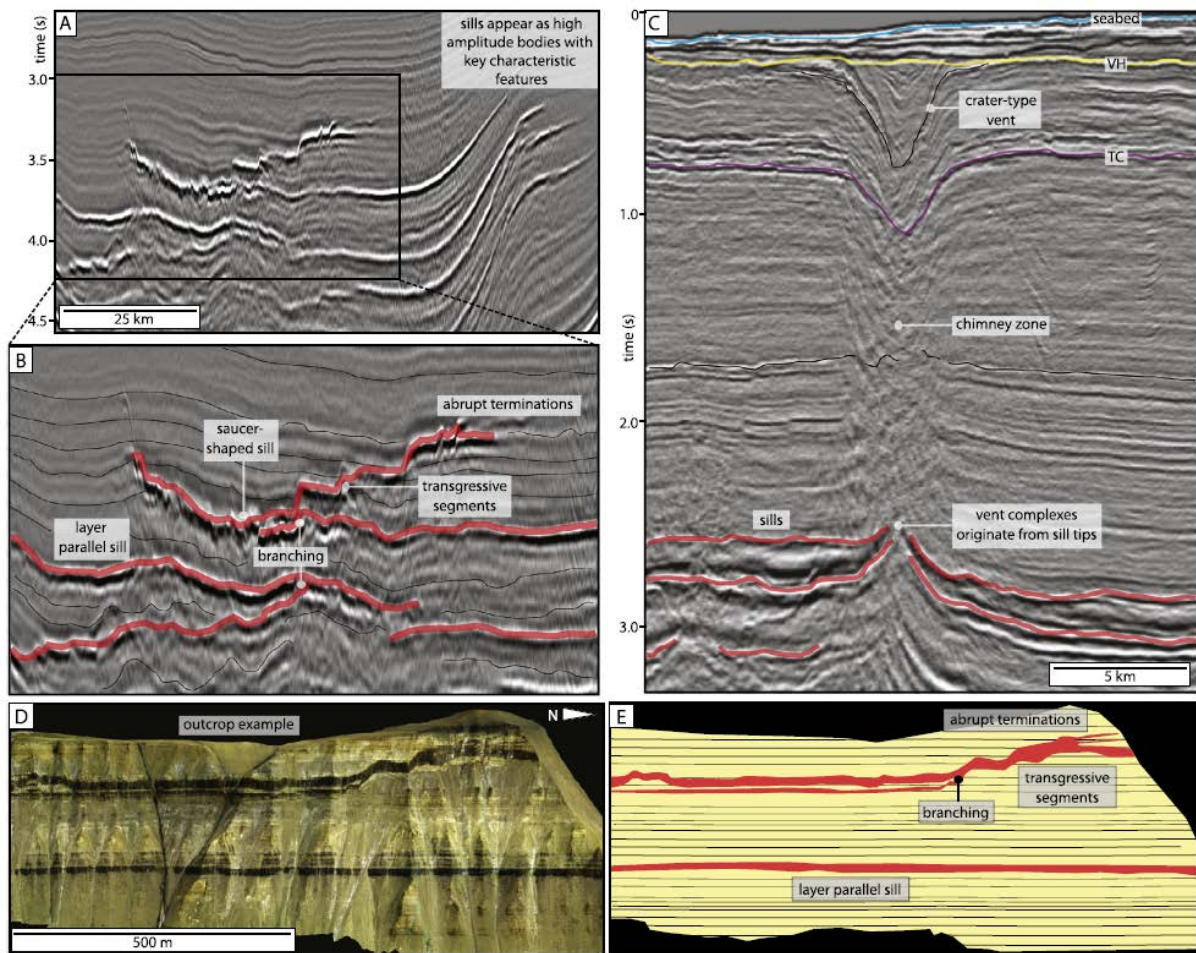 A
time (s)
3.0
3.5
4.0
4.5
sills appear as high
amplitude bodies with
key characteristic
features
25 km
B
abrupt terminations
saucer-
shaped sill
transgressive
segments
layer
parallel sill
branching
C
0
time (s)
1.0
2.0
3.0
seabed
VH
crater-type
vent
TC
chimney zone
sills
vent complexes
originate from sill tips
5 km
D
outcrop example
N
500 m
E
abrupt terminations
transgressive
segments
branching
layer parallel sill